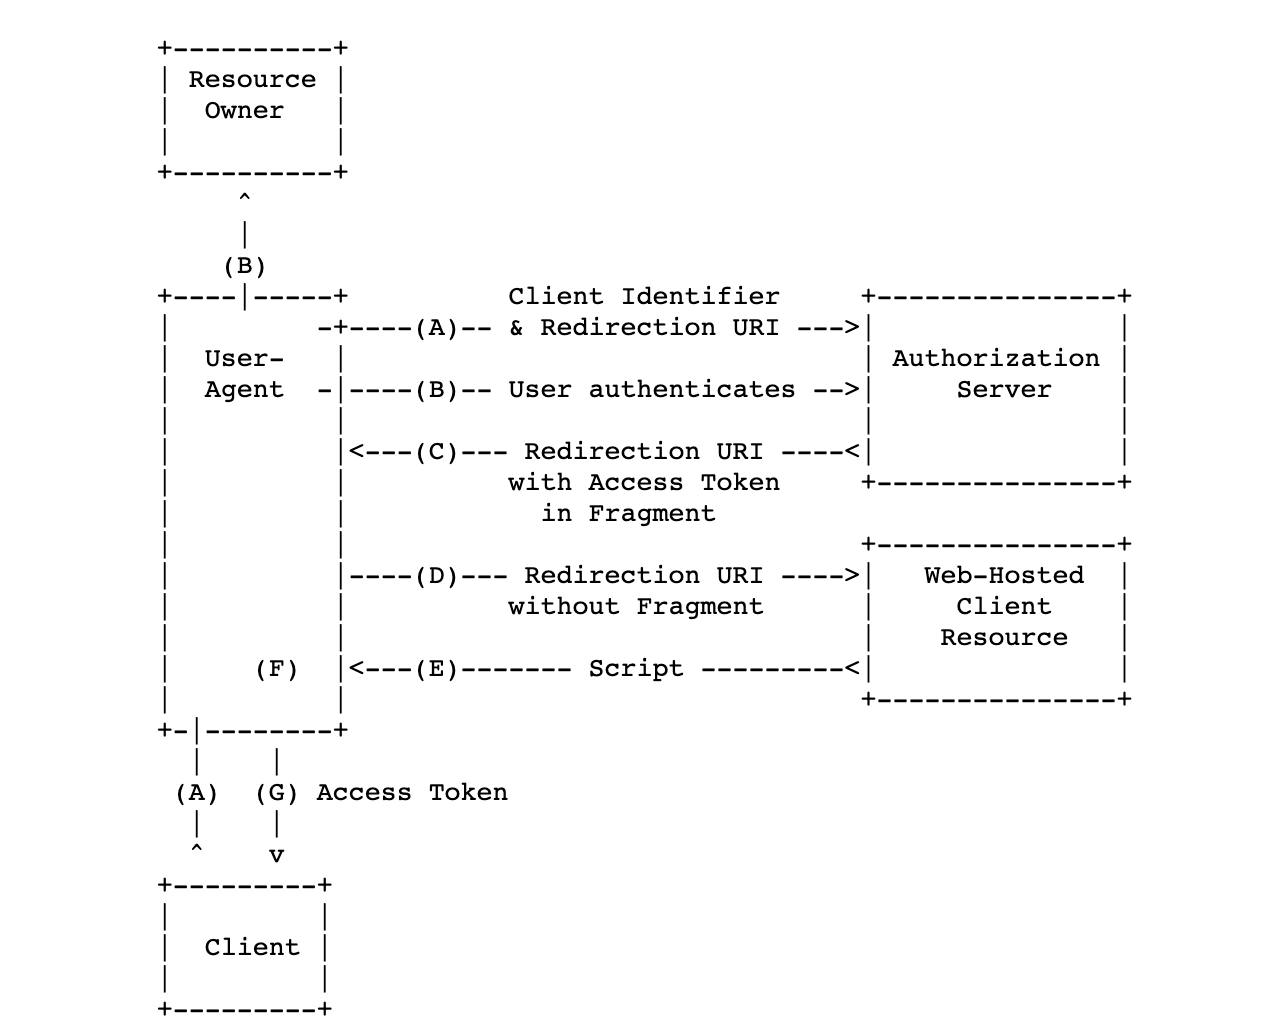 +----------+
| Resource |
|  Owner   |
|          |
+----------+
     ^
     |
    (B)
+----|-----+          Client Identifier     +---------------+
|         -+----(A)-- & Redirection URI --->|               |
|  User-   |                                | Authorization |
|  Agent  -|----(B)-- User authenticates -->|     Server    |
|          |                                |               |
|          |<---(C)--- Redirection URI ----<|               |
|          |          with Access Token     +---------------+
|          |            in Fragment
|          |                                +---------------+
|          |----(D)--- Redirection URI ---->|   Web-Hosted  |
|          |          without Fragment      |     Client    |
|          |                                |    Resource   |
|     (F)  |<---(E)------- Script ---------<|               |
|          |                                +---------------+
+-|--------+
  |    |
 (A)  (G) Access Token
  |    |
  ^    v
+---------+
|         |
|  Client |
|         |
+---------+